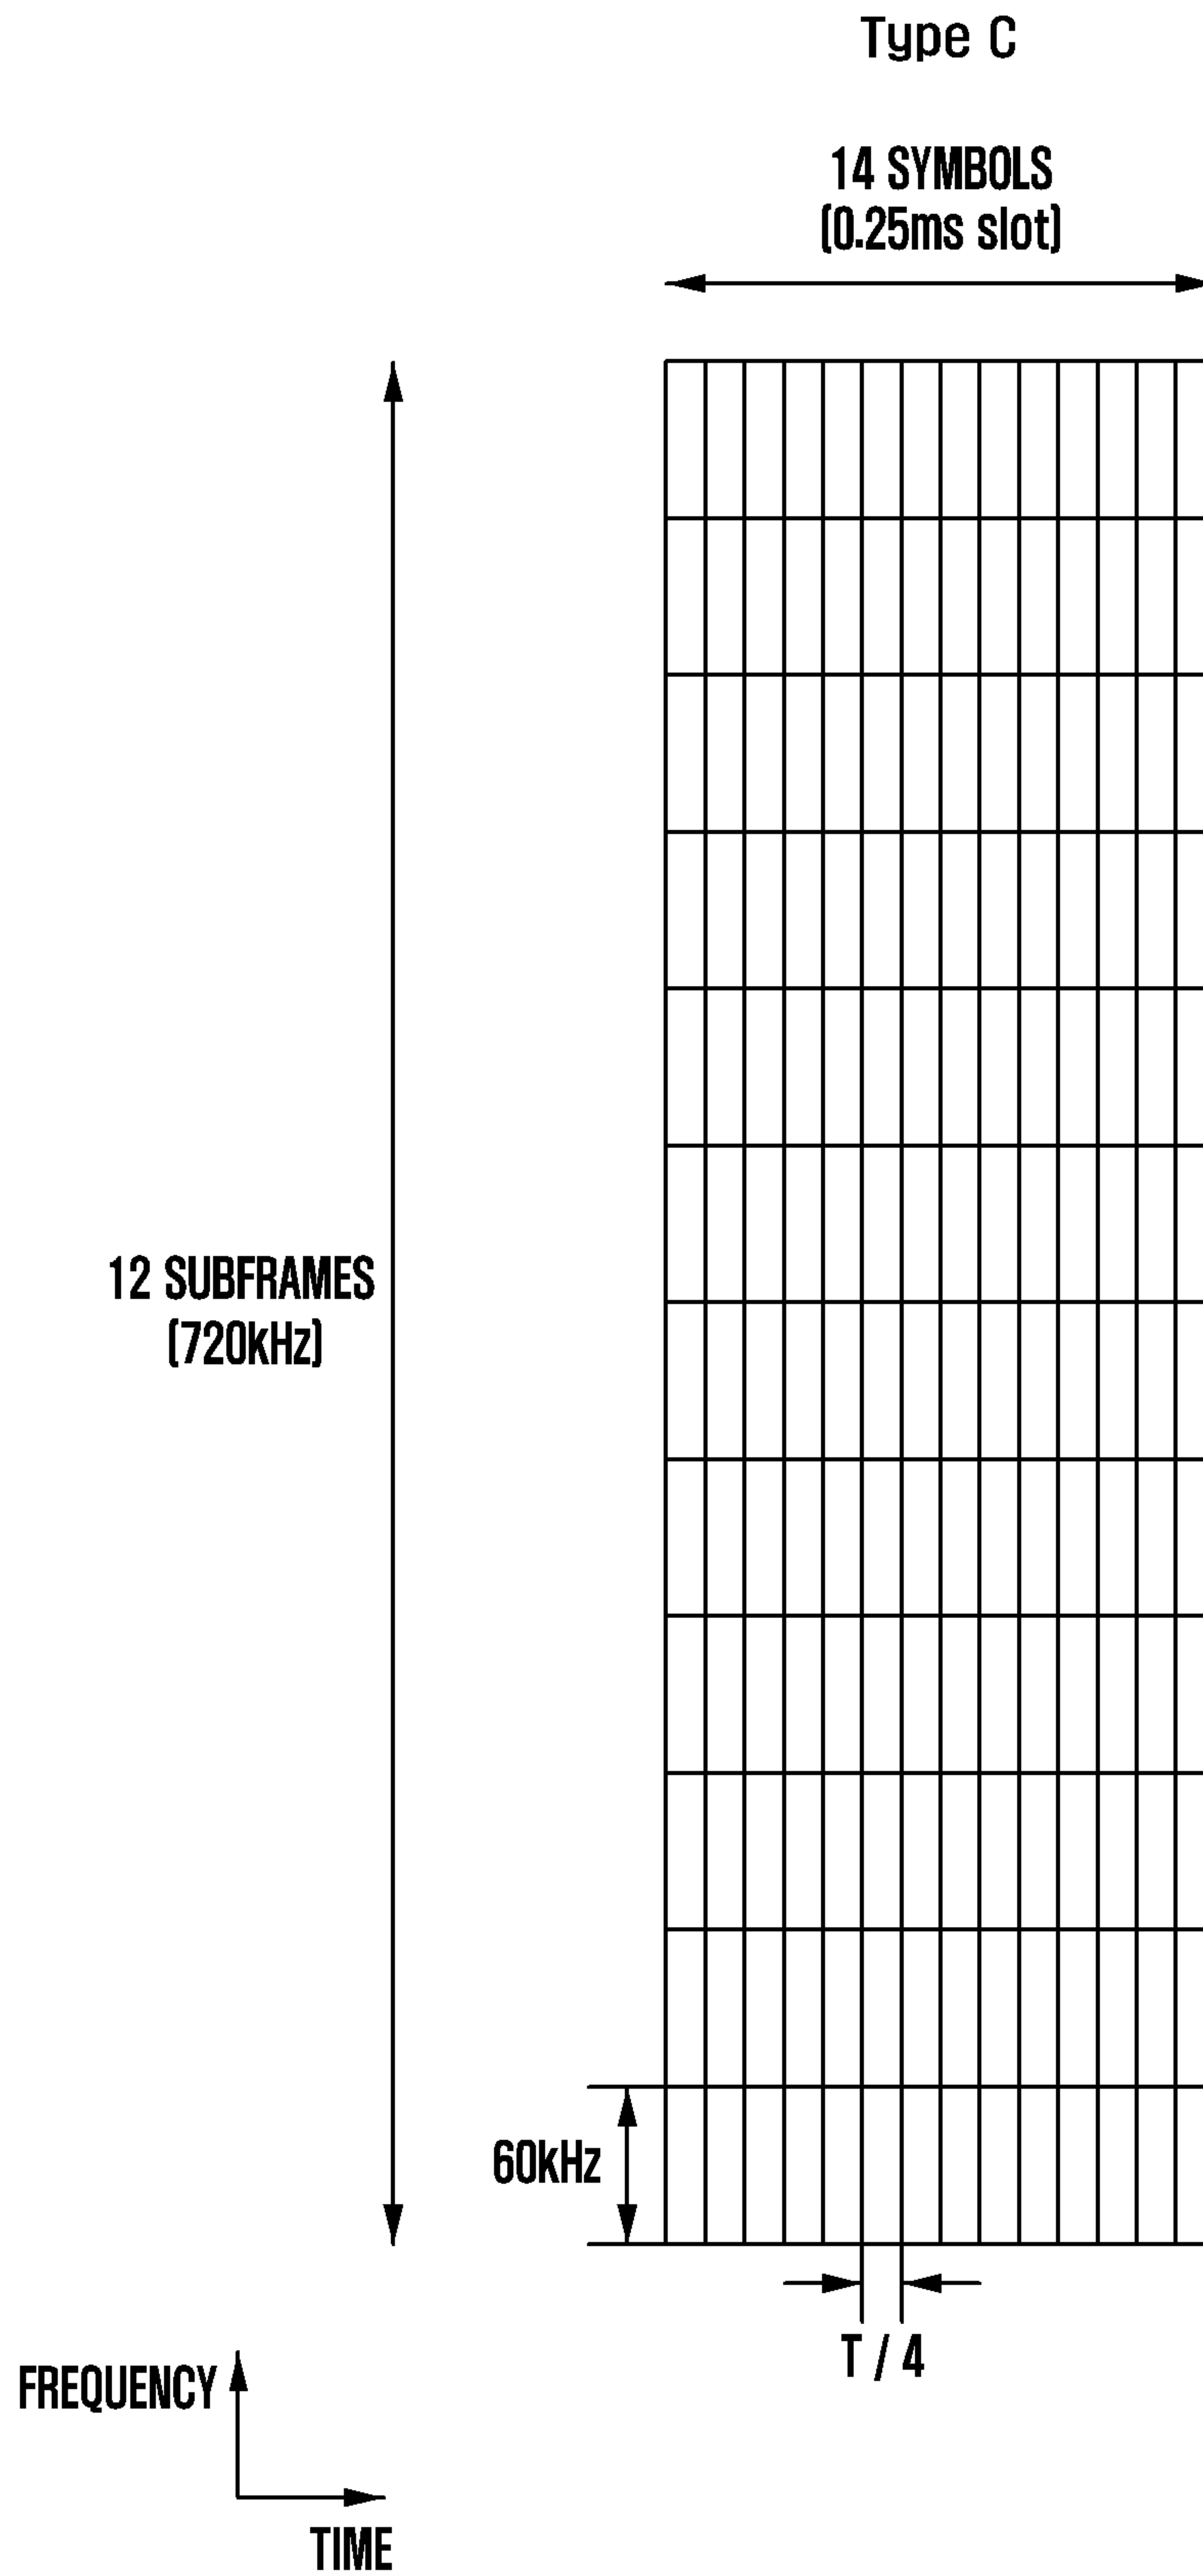 Type C
14 SYMBOLS
(0.25ms slot)
12 SUBFRAMES
(720kHz)
60kHz
T / 4
FREQUENCY
TIME